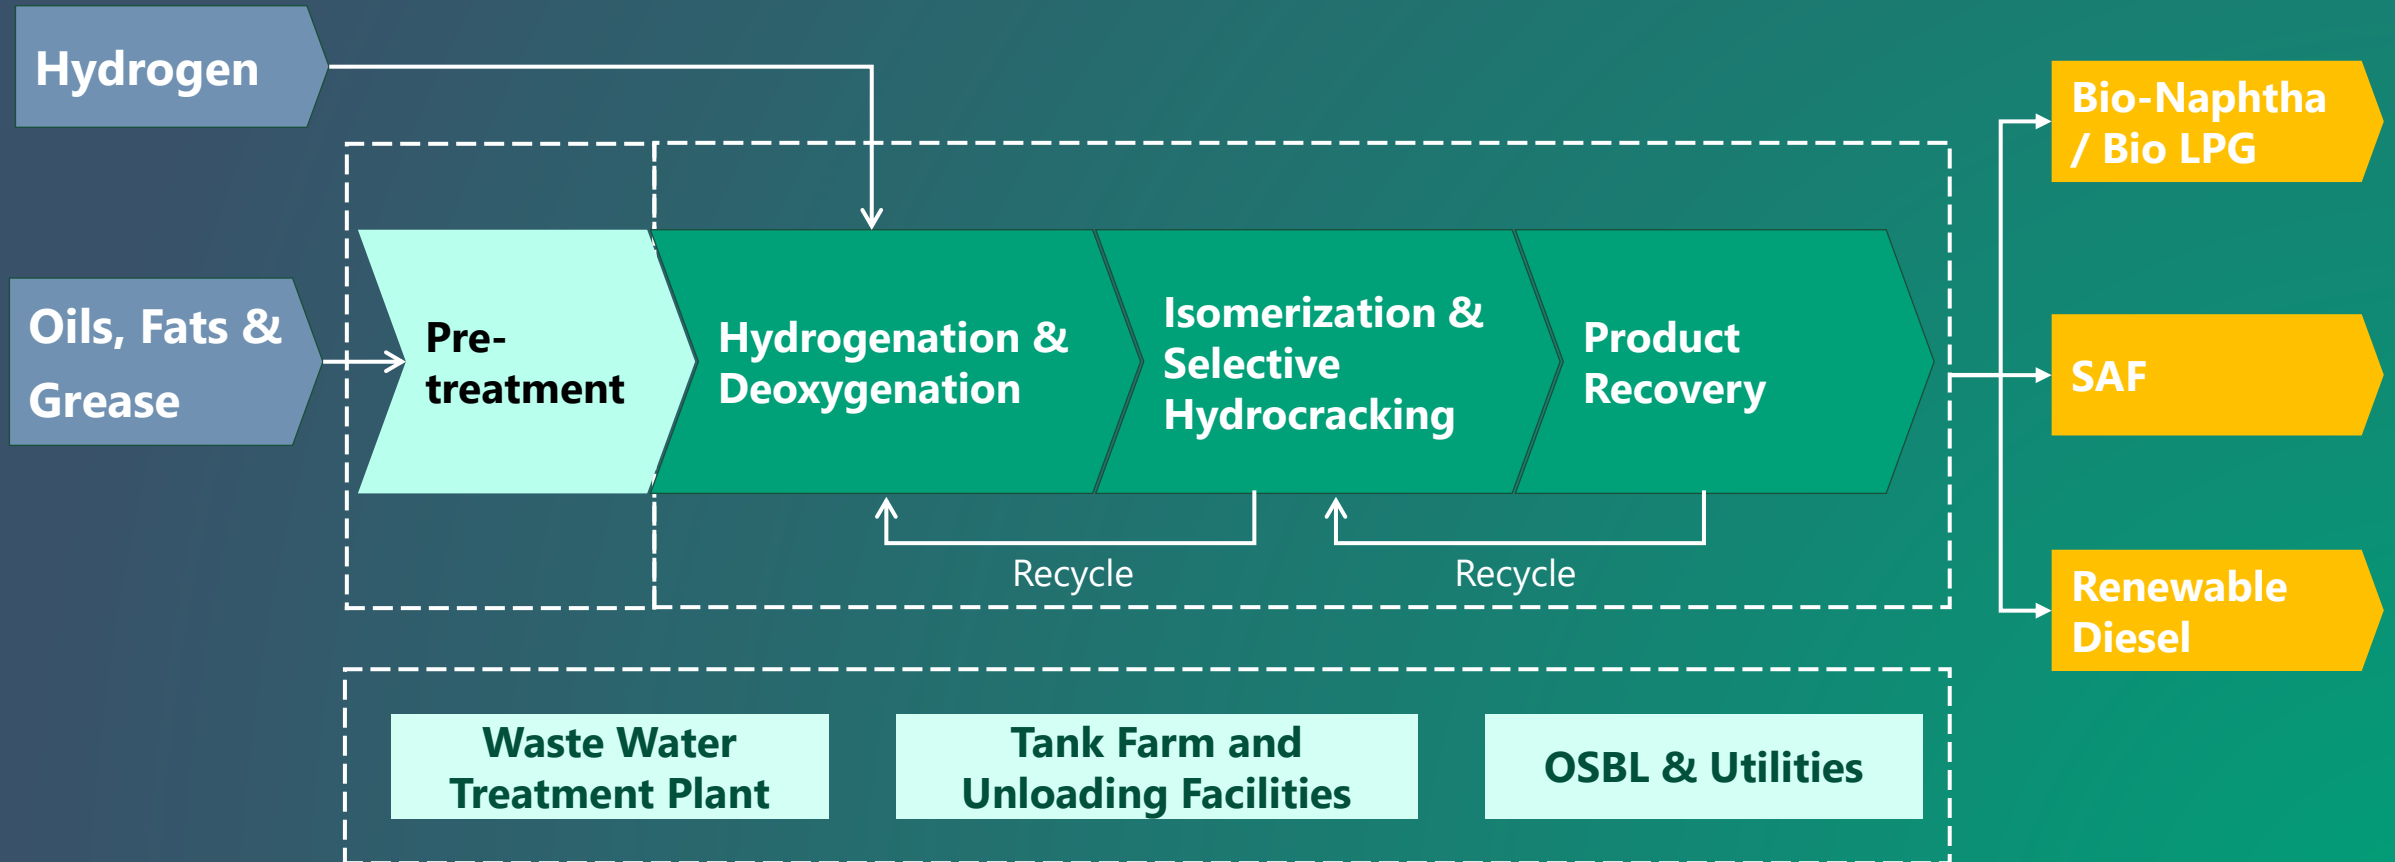 Hydrogen
Oils, Fats &
Grease
Pre-
treatment
Hydrogenation &
Deoxygenation
Isomerization &
Selective
Hydrocracking
Product
Recovery
Recycle
Recycle
Bio-Naphtha
/ Bio LPG
SAF
Renewable
Diesel
Waste Water
Treatment Plant
Tank Farm and
Unloading Facilities
OSBL & Utilities